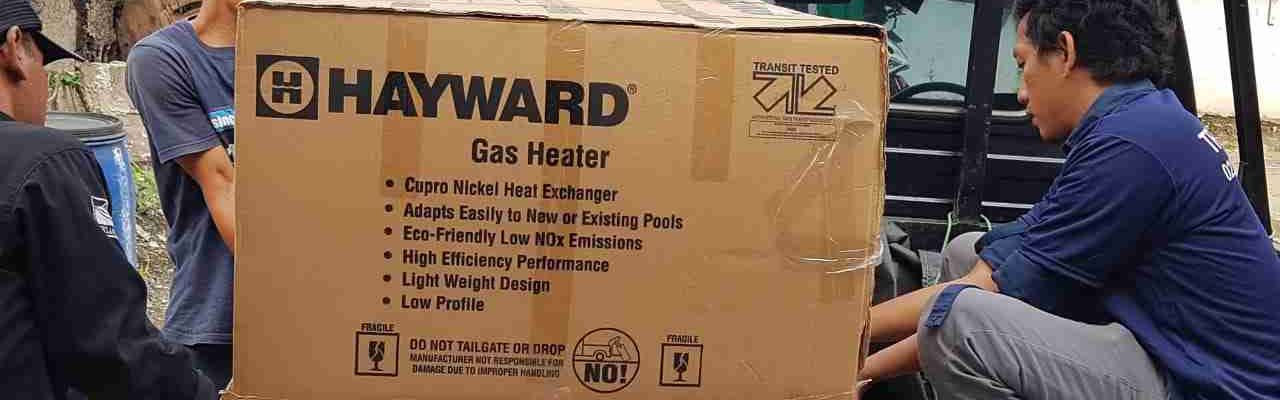 H HAYWARD®
TRANSIT TESTED
Gas Heater
• Cupro Nickel Heat Exchanger
• Adapts Easily to New or Existing Pools
• Eco-Friendly Low NOx Emissions
• High Efficiency Performance
• Light Weight Design
• Low Profile
FRAGILE
DO NOT TAILGATE OR DROP
MANUFACTURER NOT RESPONSIBLE FOR
DAMAGE DUE TO IMPROPER HANDLING
NO!
FRAGILE